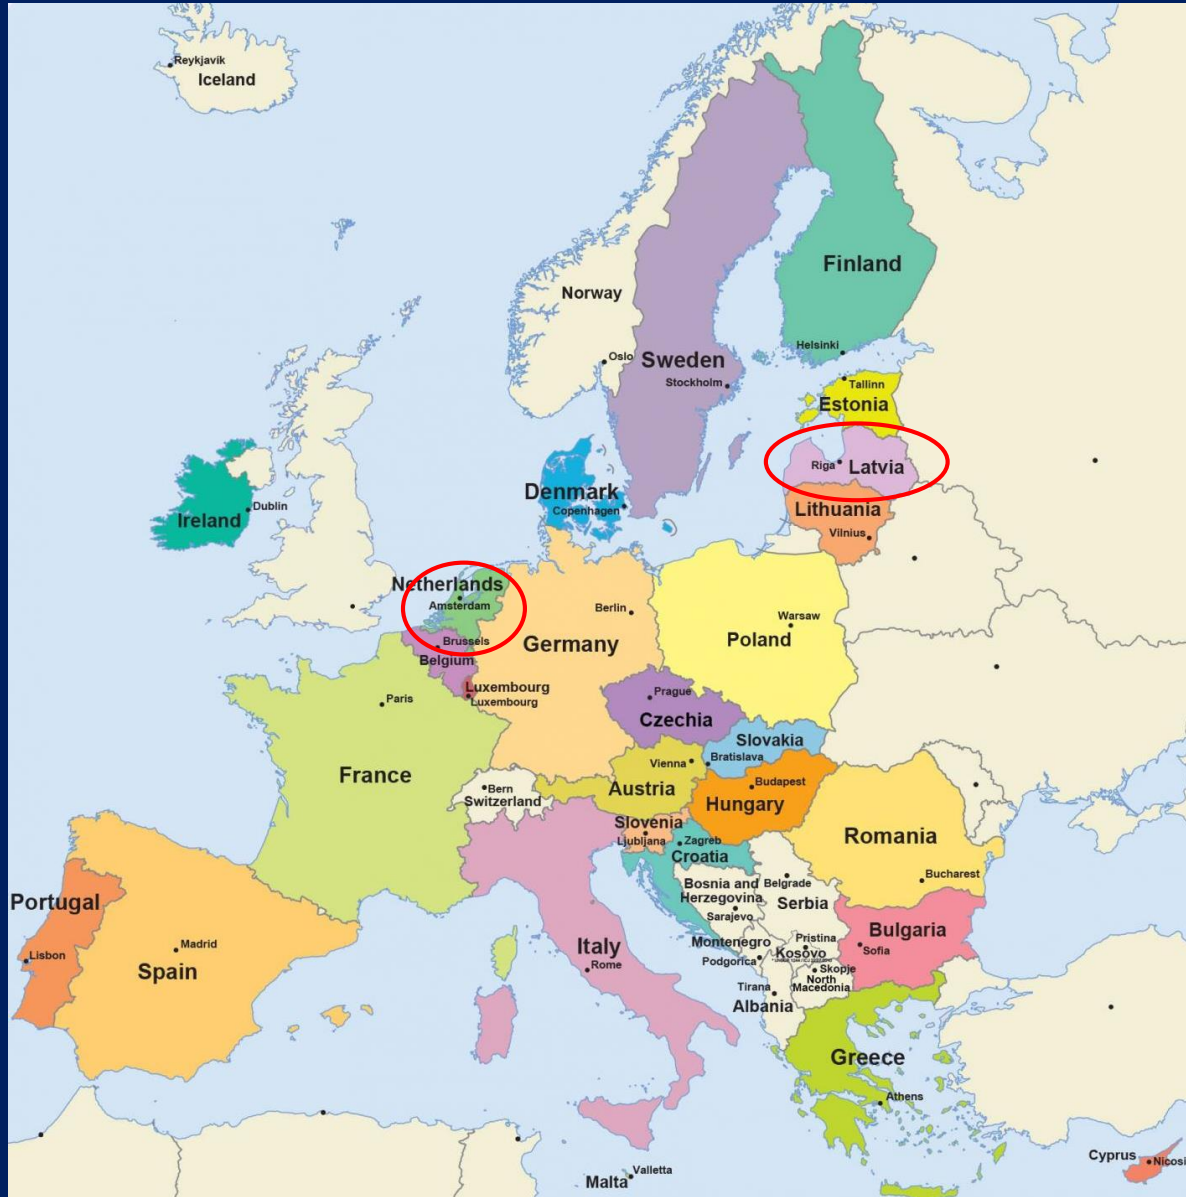 Reykjavík
Iceland
Finland
Norway
Helsinki
Oslo
Sweden
Stockholm
Tallinn
Estonia
Riga
Latvia
Denmark
Copenhagen
Lithuania
Vilnius
Dublin
Ireland
Netherlands
Amsterdam
Berlin
Warsaw
Poland
Germany
Brussels
Belgium
Luxembourg
Luxembourg
Paris
Prague
Czechia
Slovakia
Bratislava
Vienna
France
Bern
Switzerland
Austria
Budapest
Hungary
Slovenia
Ljubljana
Zagreb
Croatia
Romania
Bucharest
Bosnia and
Herzegovina
Sarajevo
Belgrade
Serbia
Portugal
Lisbon
Madrid
Spain
Italy
Rome
Montenegro
Podgorica
Pristina
Kosovo
Bulgaria
Sofia
Skopje
North
Macedonia
Tirana
Albania
Greece
Athens
Valletta
Malta
Cyprus
Nicosi